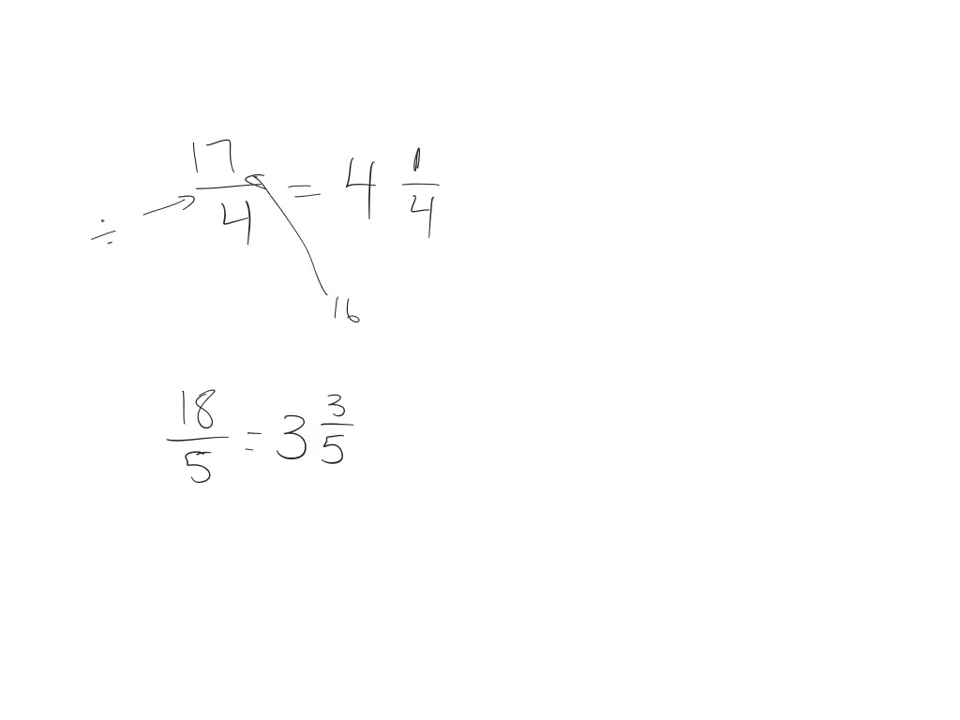 17/4 = 4 1/4
÷
16
18/5 = 3 3/5